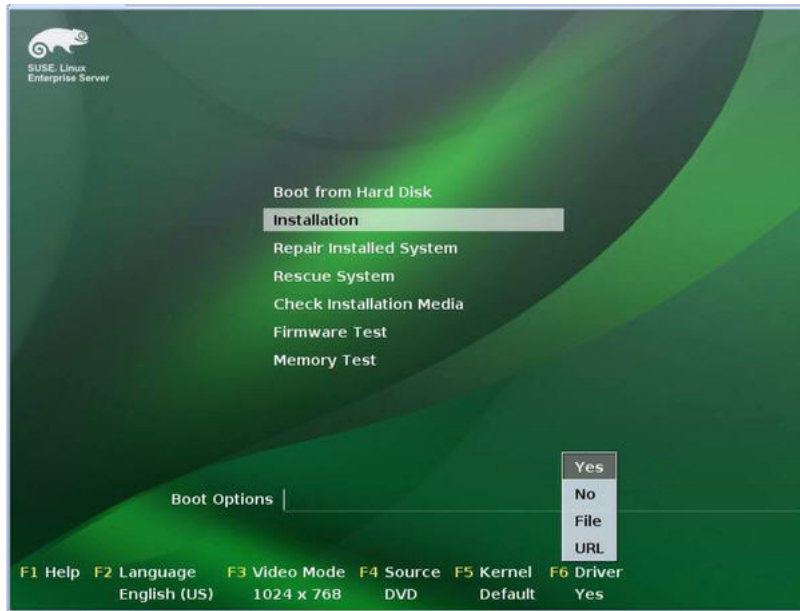 SUSE. Linux
Enterprise Server
Boot from Hard Disk
Installation
Repair Installed System
Rescue System
Check Installation Media
Firmware Test
Memory Test
Boot Options
Yes
No
File
URL
F1 Help F2 Language F3 Video Mode F4 Source F5 Kernel F6 Driver
English (US) 1024 x 768 DVD Default Yes